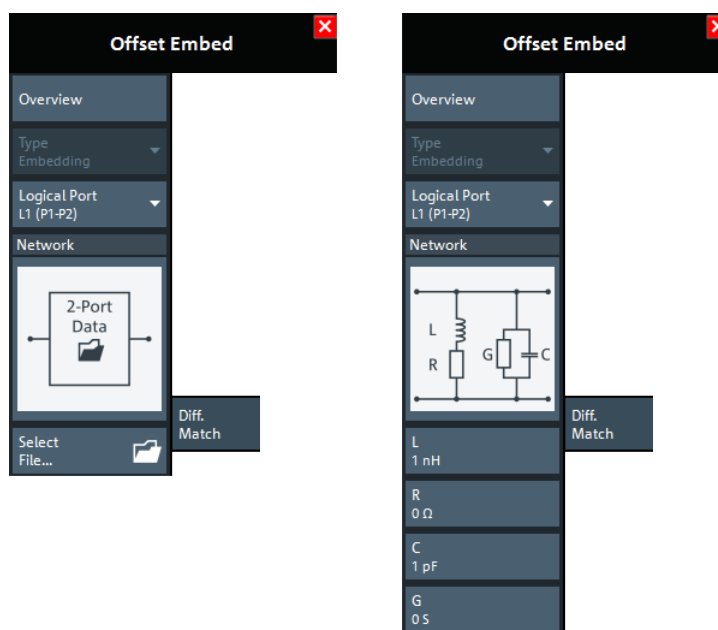 Offset Embed
Overview
Type
Embedding
Logical Port
L1 (P1-P2)
Network
2-Port
Data
Select
File...
Diff.
Match
Offset Embed
Overview
Type
Embedding
Logical Port
L1 (P1-P2)
Network
L
R
G
C
L
1 nH
R
0 Ω
C
1 pF
G
0 S
Diff.
Match